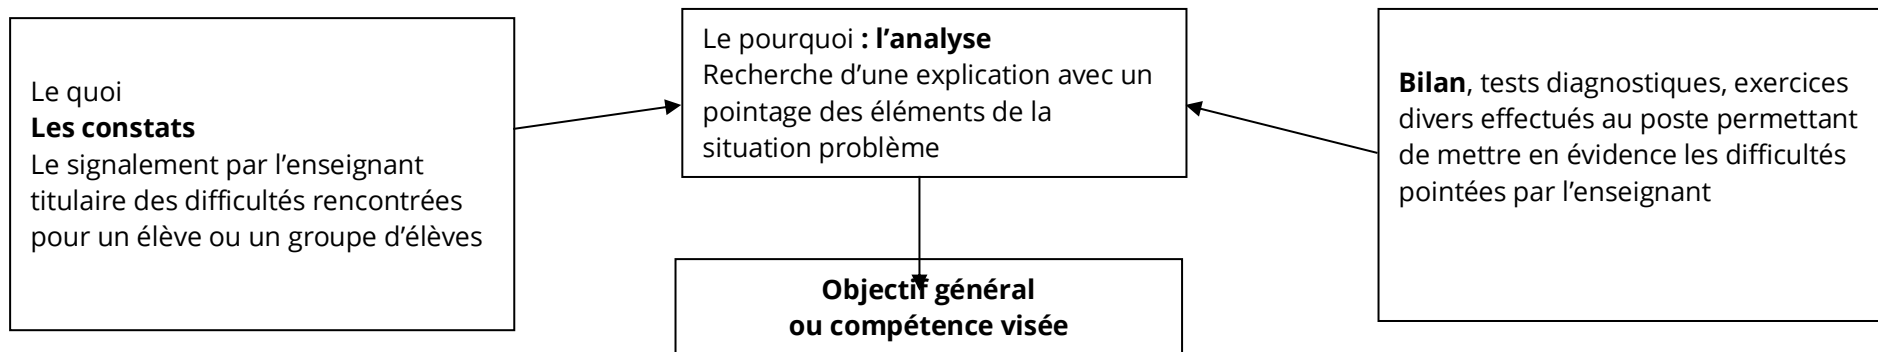 Le quoi
Les constats
Le signalement par l’enseignant
titulaire des difficultés rencontrées
pour un élève ou un groupe d’élèves
Le pourquoi : l’analyse
Recherche d’une explication avec un
pointage des éléments de la
situation problème
Bilan, tests diagnostiques, exercices
divers effectués au poste permettant
de mettre en évidence les difficultés
pointées par l’enseignant
Objectif général
ou compétence visée